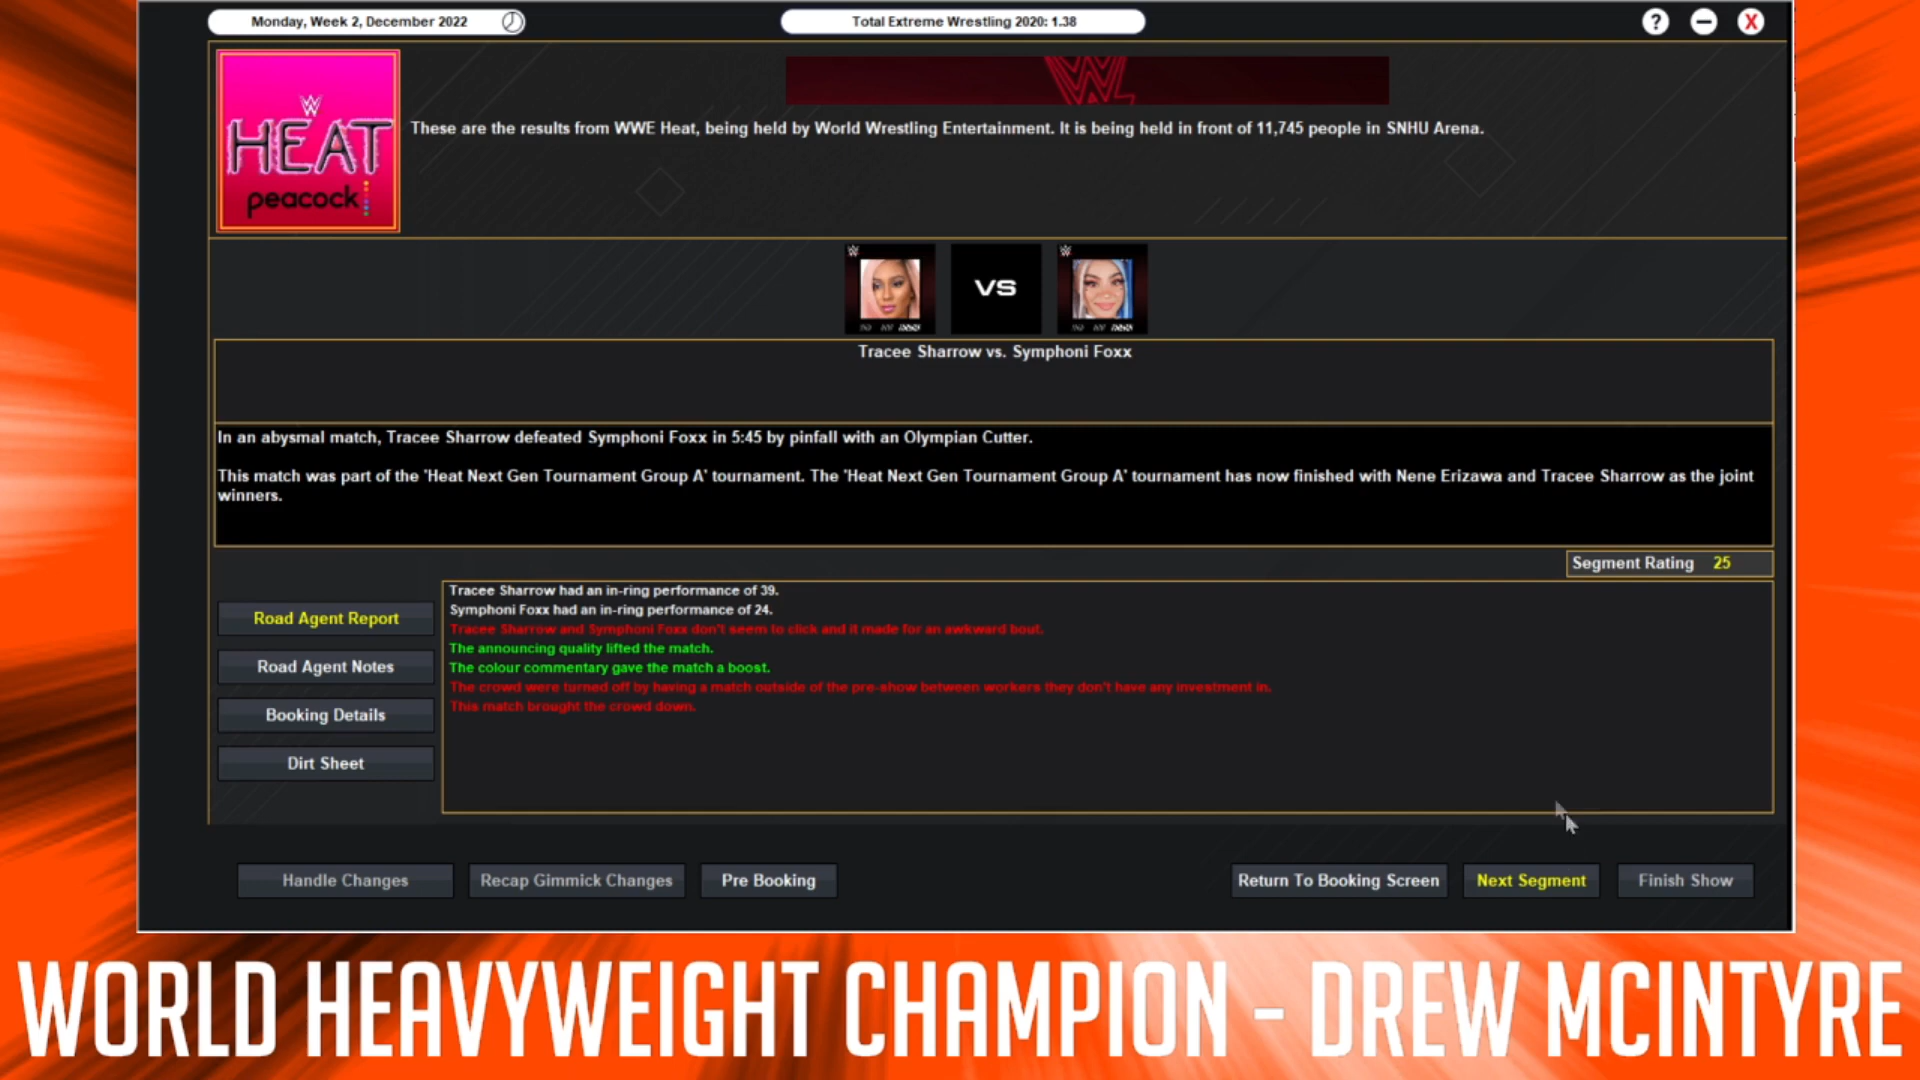 Monday, Week 2, December 2022
Total Extreme Wrestling 2020: 1.38
?
X
W
HEAT
peacock
These are the results from WWE Heat, being held by World Wrestling Entertainment. It is being held in front of 11,745 people in SNHU Arena.
VS
Tracee Sharrow vs. Symphoni Foxx
In an abysmal match, Tracee Sharrow defeated Symphoni Foxx in 5:45 by pinfall with an Olympian Cutter.
This match was part of the 'Heat Next Gen Tournament Group A' tournament. The 'Heat Next Gen Tournament Group A' tournament has now finished with Nene Erizawa and Tracee Sharrow as the joint
winners.
Segment Rating 25
Road Agent Report
Road Agent Notes
Booking Details
Dirt Sheet
Tracee Sharrow had an in-ring performance of 39.
Symphoni Foxx had an in-ring performance of 24.
Tracee Sharrow and Symphoni Foxx don't seem to click and it made for an awkward bout.
The announcing quality lifted the match.
The colour commentary gave the match a boost.
The crowd were turned off by having a match outside of the pre-show between workers they don't have any investment in.
This match brought the crowd down.
Handle Changes
Recap Gimmick Changes
Pre Booking
Return To Booking Screen
Next Segment
Finish Show
WORLD HEAVYWEIGHT CHAMPION - DREW MCINTYRE